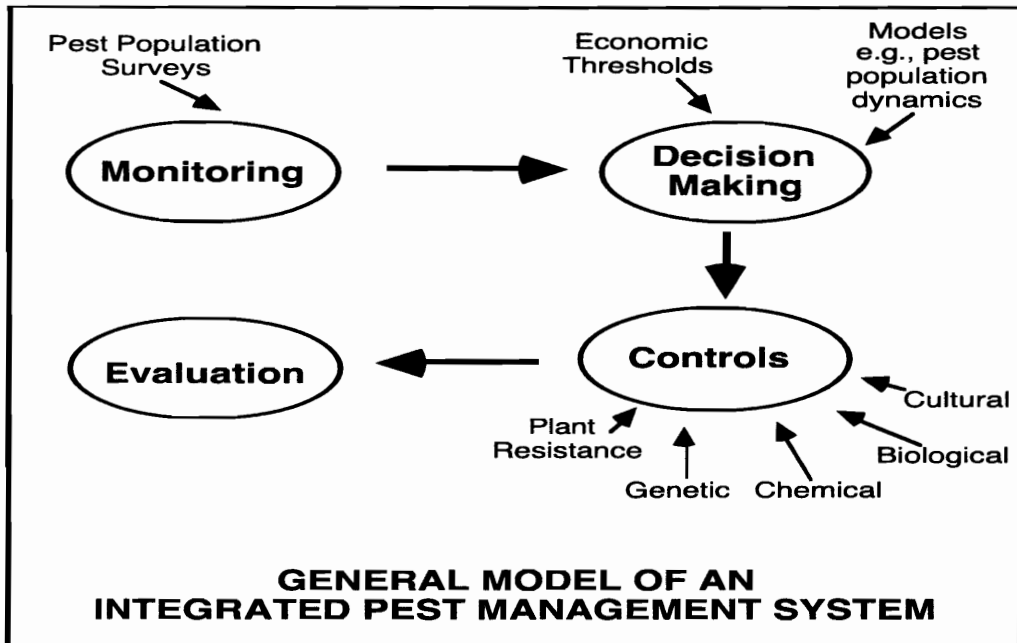 Pest Population
Surveys
Economic
Thresholds
Models
e.g., pest
population
dynamics
Monitoring
Decision
Making
Evaluation
Controls
Cultural
Plant
Resistance
Biological
Genetic
Chemical
GENERAL MODEL OF AN
INTEGRATED PEST MANAGEMENT SYSTEM